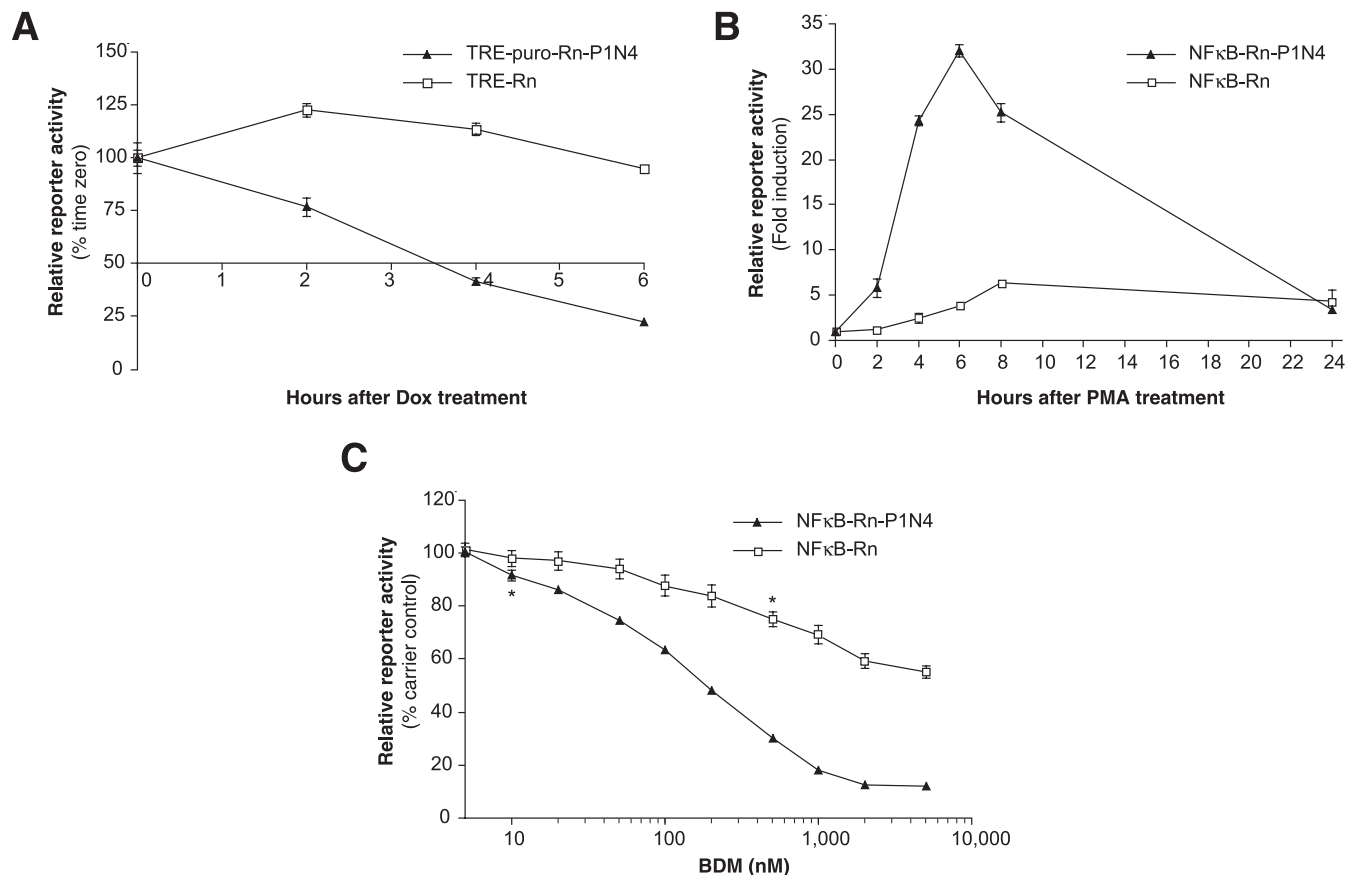 A
Relative reporter activity
(% time zero)
150
125
100
75
50
25
0
0 1 2 3 4 5 6
Hours after Dox treatment
TRE-puro-Rn-P1N4
TRE-Rn
B
Relative reporter activity
(Fold induction)
35
30
25
20
15
10
5
0
0 2 4 6 8 10 12 14 16 18 20 22 24
Hours after PMA treatment
NFκB-Rn-P1N4
NFκB-Rn
C
Relative reporter activity
(% carrier control)
120
100
80
60
40
20
0
*
*
10 100 1,000 10,000
BDM (nM)
NFκB-Rn-P1N4
NFκB-Rn